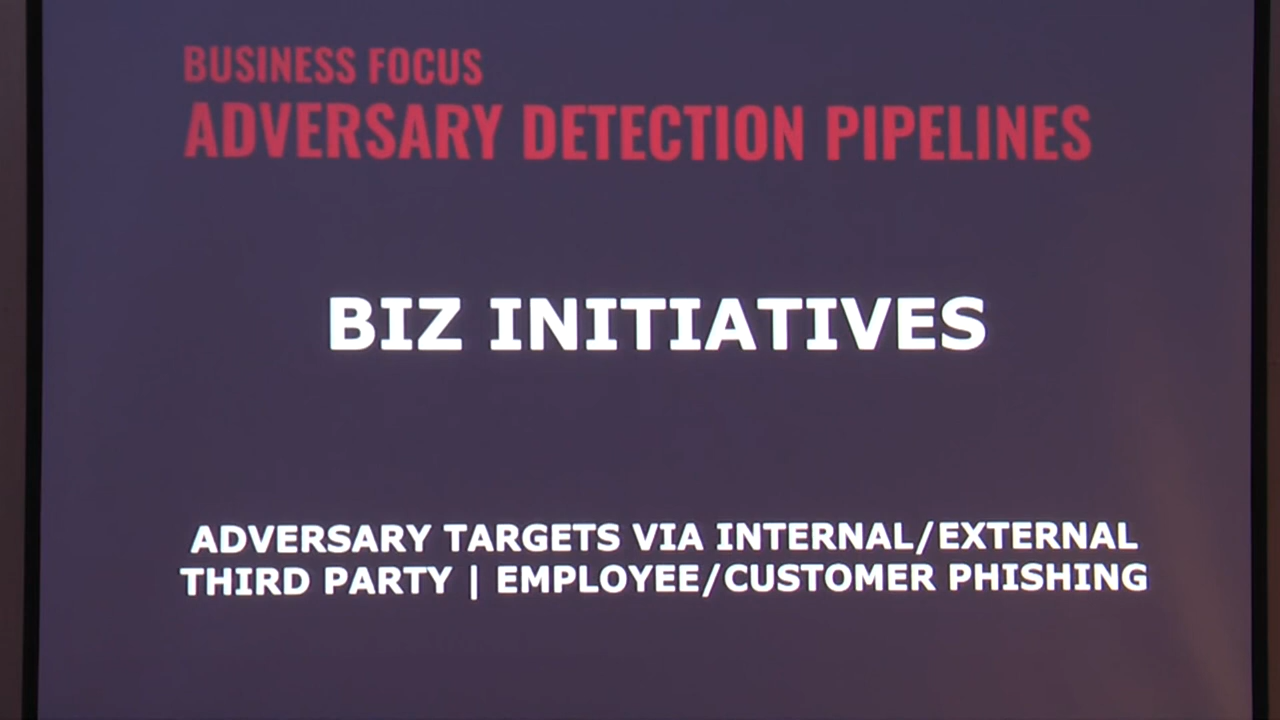 BUSINESS FOCUS
ADVERSARY DETECTION PIPELINES
BIZ INITIATIVES
ADVERSARY TARGETS VIA INTERNAL/EXTERNAL
THIRD PARTY | EMPLOYEE/CUSTOMER PHISHING